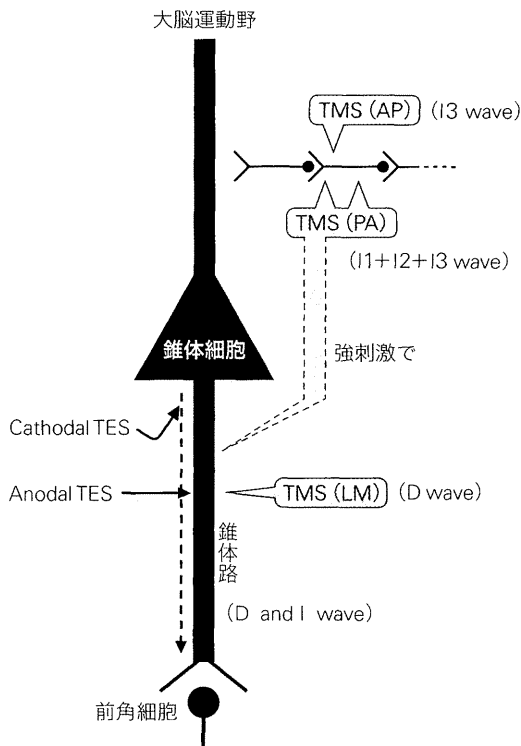 大脳運動野
TMS (AP) (I3 wave)
TMS (PA)
(I1+I2+I3 wave)
錐体細胞
強刺激で
Cathodal TES
Anodal TES
TMS (LM) (D wave)
錐体路
(D and I wave)
前角細胞